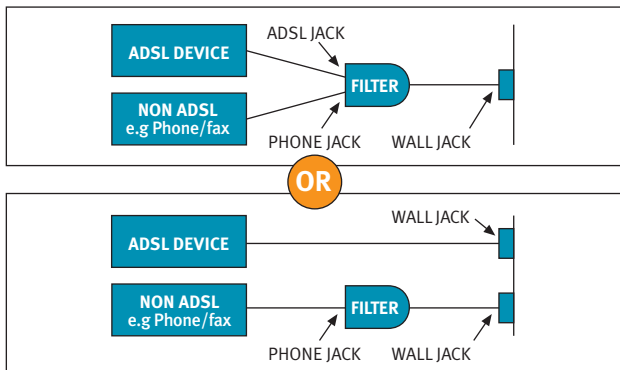 ADSL JACK
ADSL DEVICE
FILTER
NON ADSL
e.g Phone/fax
PHONE JACK
WALL JACK
OR
WALL JACK
ADSL DEVICE
NON ADSL
e.g Phone/fax
FILTER
PHONE JACK
WALL JACK